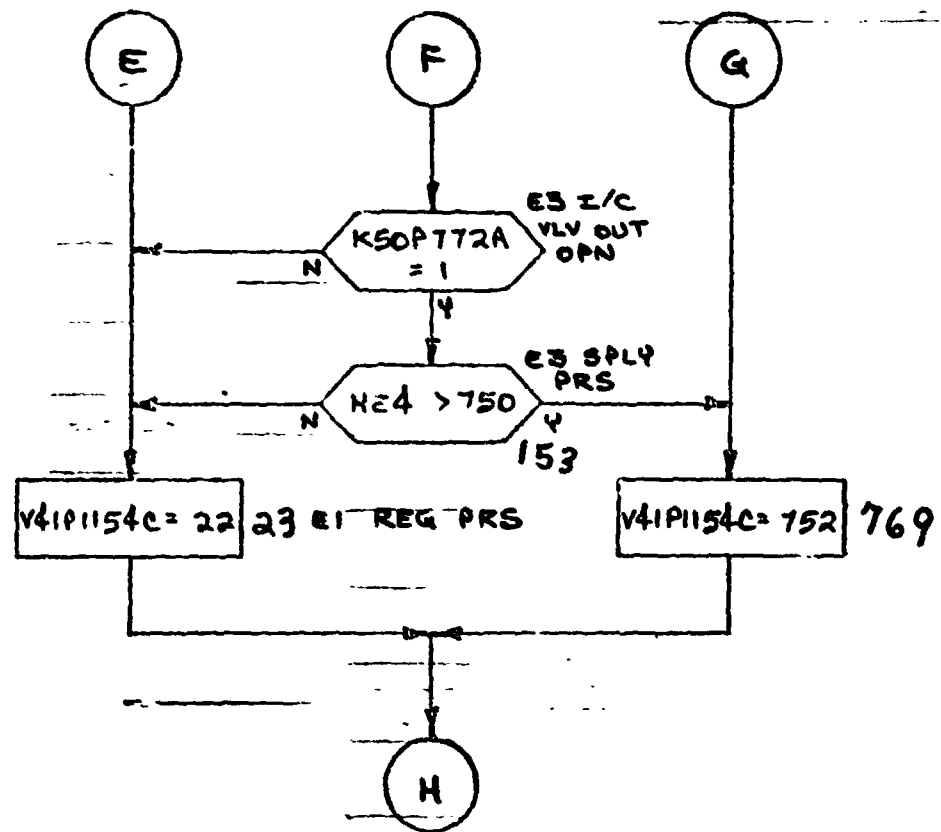 E
F
G
K50P772A
= 1
E3 I/C
VLV OUT
OPN
N
Y
HE4 >750
E3 SPLY
PRS
N
Y
153
V41P1154C= 22
23 E1 REG PRS
V41P1154C= 752
769
H